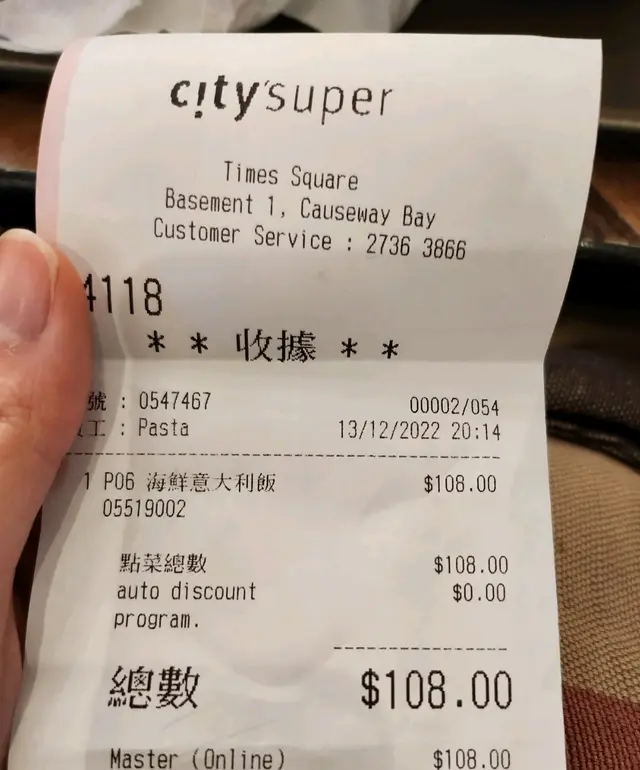 c!ty'super
Times Square
Basement 1, Causeway Bay
Customer Service : 2736 3866
4118
* * 收據 * *
號 : 0547467 00002/054
工 : Pasta 13/12/2022 20:14
1 P06 海鮮意大利飯 $108.00
05519002
點菜總數 $108.00
auto discount $0.00
program.
總數 $108.00
Master (Online) $108.00